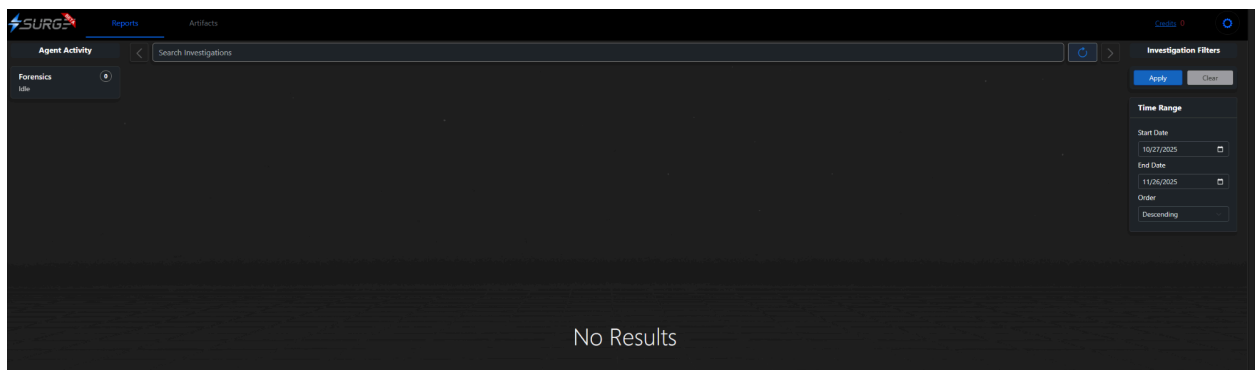 SURGE
Reports
Artifacts
Credits 0
Agent Activity
Search Investigations
Investigation Filters
Forensics 0
Idle
Apply
Clear
Time Range
Start Date
10/27/2025
End Date
11/26/2025
Order
Descending
No Results